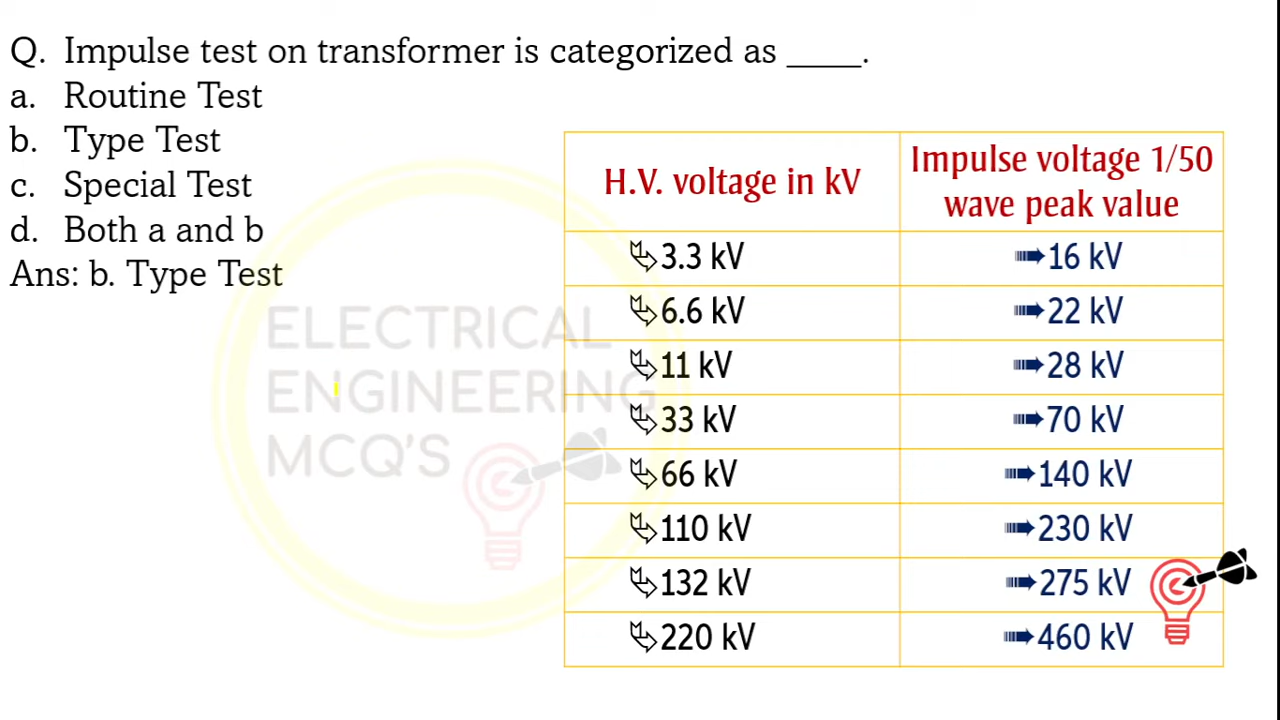 Q. Impulse test on transformer is categorized as _____.
a. Routine Test
b. Type Test
c. Special Test
d. Both a and b
Ans: b. Type Test
H.V. voltage in kV
Impulse voltage 1/50
wave peak value
3.3 kV
16 kV
6.6 kV
22 kV
11 kV
28 kV
33 kV
70 kV
66 kV
140 kV
110 kV
230 kV
132 kV
275 kV
220 kV
460 kV
ELECTRICAL
ENGINEERING
MCQ'S